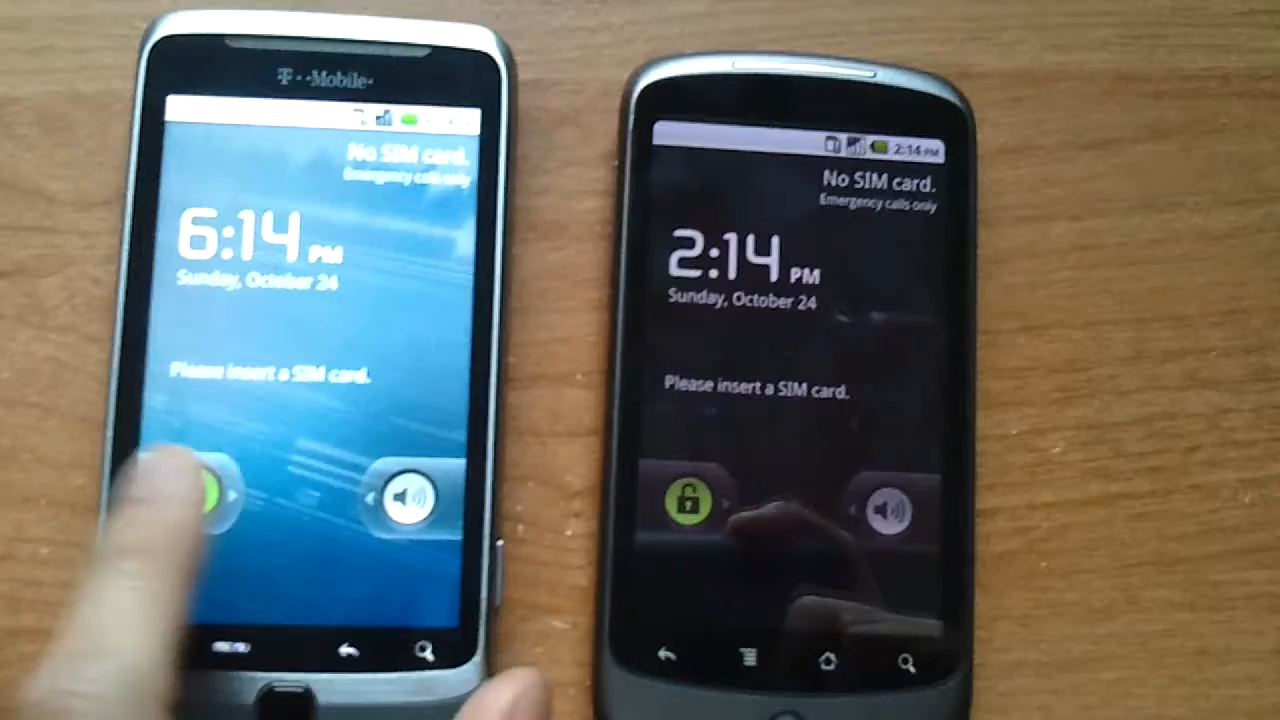 T··Mobile·
No SIM card.
Emergency calls only
6:14 PM
Sunday, October 24
Please insert a SIM card.
MENU
2:14 PM
No SIM card.
Emergency calls only
2:14 PM
Sunday, October 24
Please insert a SIM card.